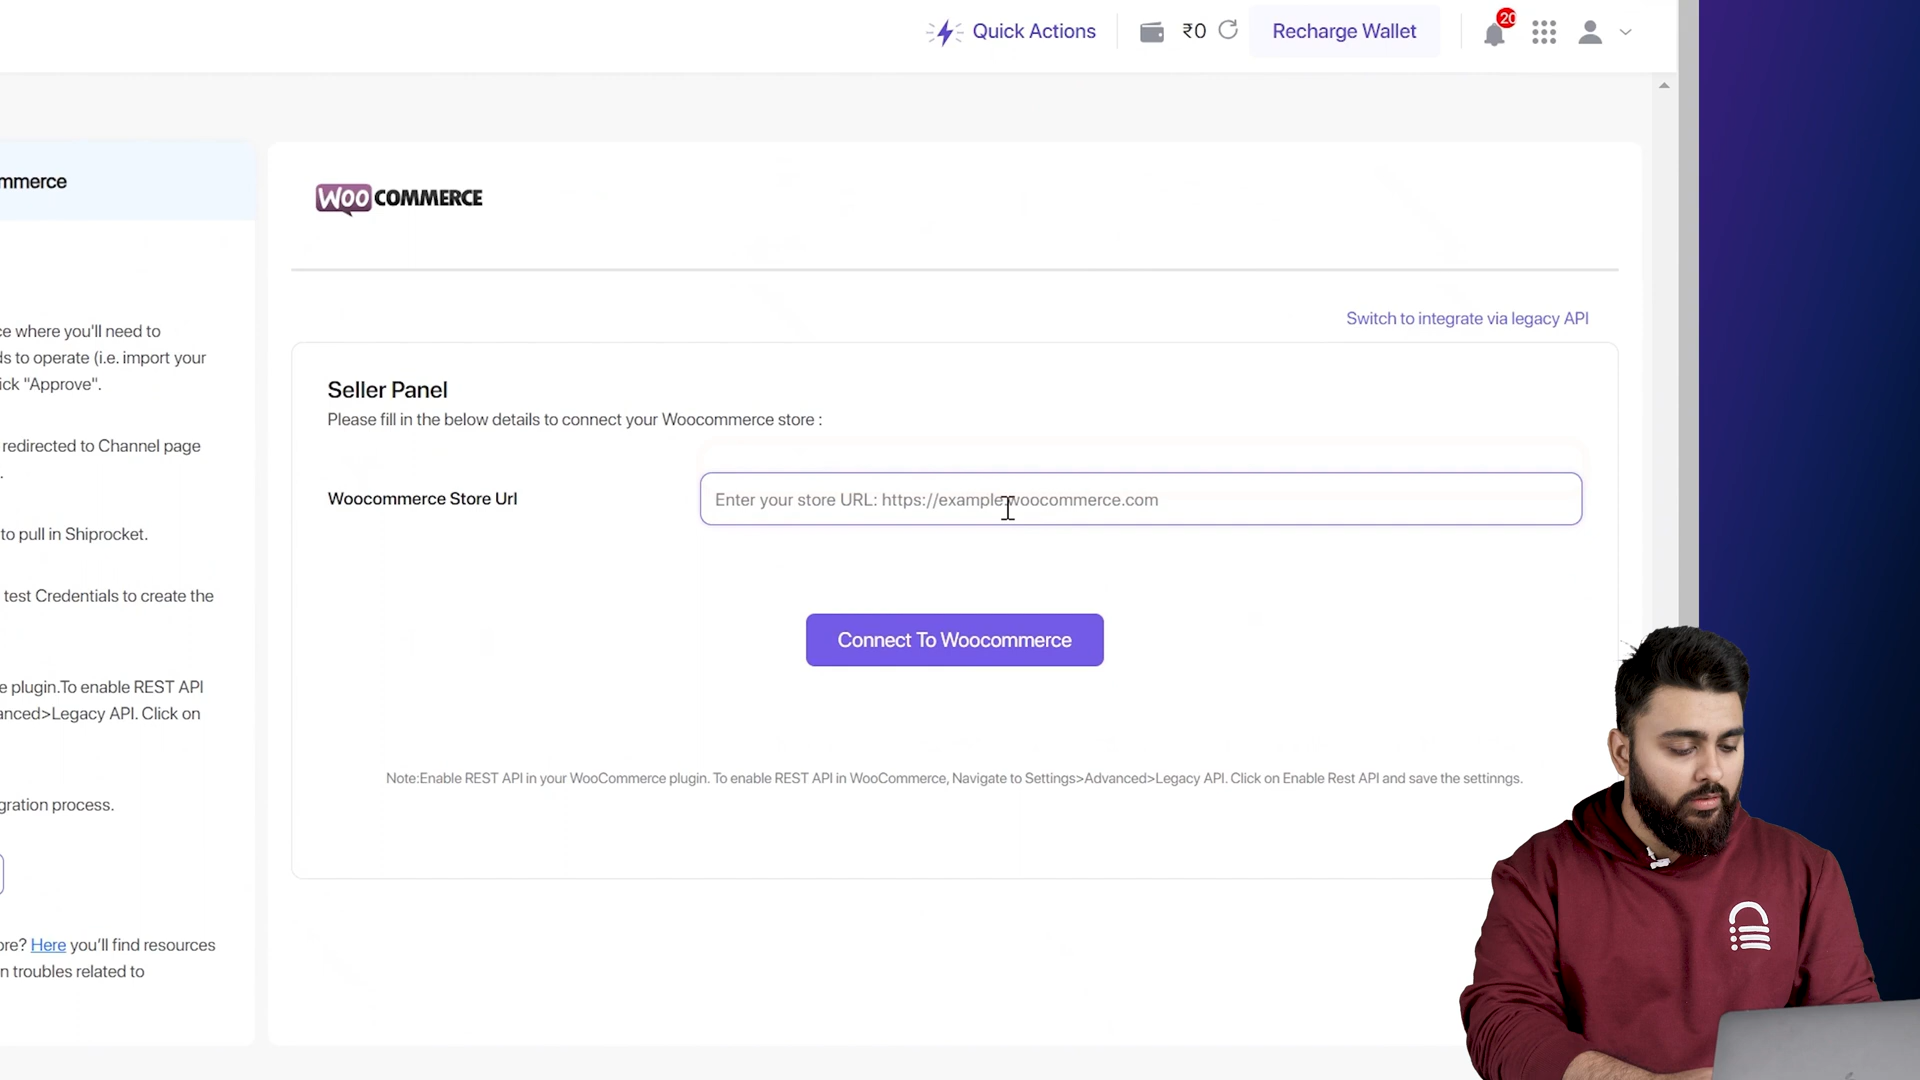 Quick Actions
₹0
Recharge Wallet
20
mmerce
WOO COMMERCE
ce where you'll need to
ds to operate (i.e. import your
ick "Approve".
redirected to Channel page
.
to pull in Shiprocket.
test Credentials to create the
e plugin.To enable REST API
anced>Legacy API. Click on
gration process.
ore? Here you'll find resources
n troubles related to
Switch to integrate via legacy API
Seller Panel
Please fill in the below details to connect your Woocommerce store :
Woocommerce Store Url
Enter your store URL: https://example.woocommerce.com
Connect To Woocommerce
Note:Enable REST API in your WooCommerce plugin. To enable REST API in WooCommerce, Navigate to Settings>Advanced>Legacy API. Click on Enable Rest API and save the settinngs.